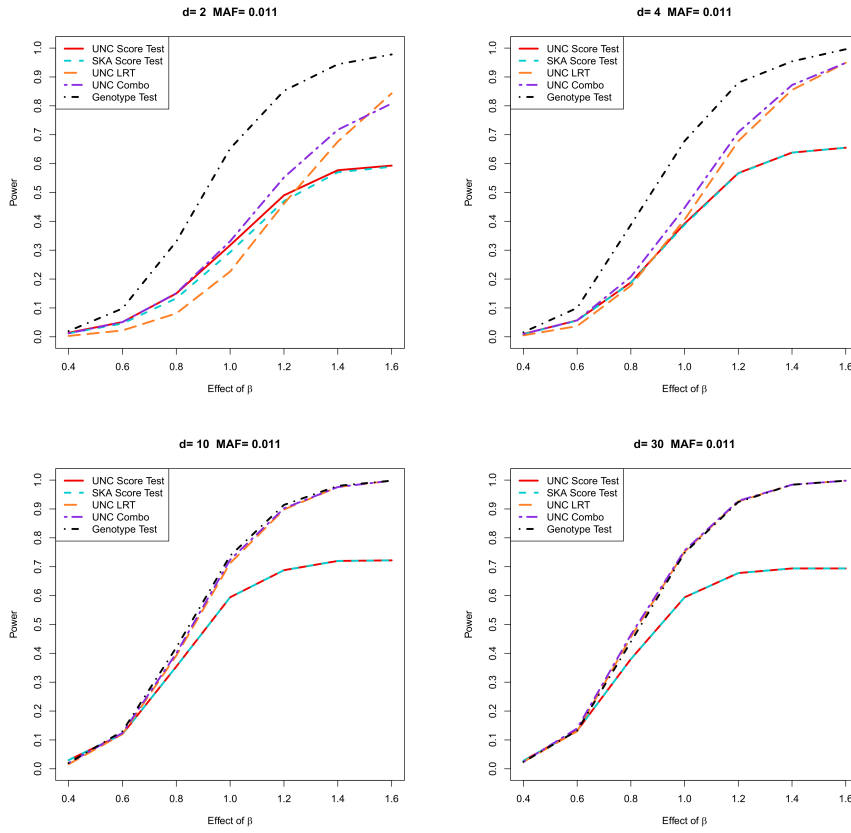 d= 2 MAF= 0.011
UNC Score Test
SKA Score Test
UNC LRT
UNC Combo
Genotype Test
Power
0.0 0.1 0.2 0.3 0.4 0.5 0.6 0.7 0.8 0.9 1.0
0.4 0.6 0.8 1.0 1.2 1.4 1.6
Effect of β
d= 4 MAF= 0.011
UNC Score Test
SKA Score Test
UNC LRT
UNC Combo
Genotype Test
Power
0.0 0.1 0.2 0.3 0.4 0.5 0.6 0.7 0.8 0.9 1.0
0.4 0.6 0.8 1.0 1.2 1.4 1.6
Effect of β
d= 10 MAF= 0.011
UNC Score Test
SKA Score Test
UNC LRT
UNC Combo
Genotype Test
Power
0.0 0.1 0.2 0.3 0.4 0.5 0.6 0.7 0.8 0.9 1.0
0.4 0.6 0.8 1.0 1.2 1.4 1.6
Effect of β
d= 30 MAF= 0.011
UNC Score Test
SKA Score Test
UNC LRT
UNC Combo
Genotype Test
Power
0.0 0.1 0.2 0.3 0.4 0.5 0.6 0.7 0.8 0.9 1.0
0.4 0.6 0.8 1.0 1.2 1.4 1.6
Effect of β